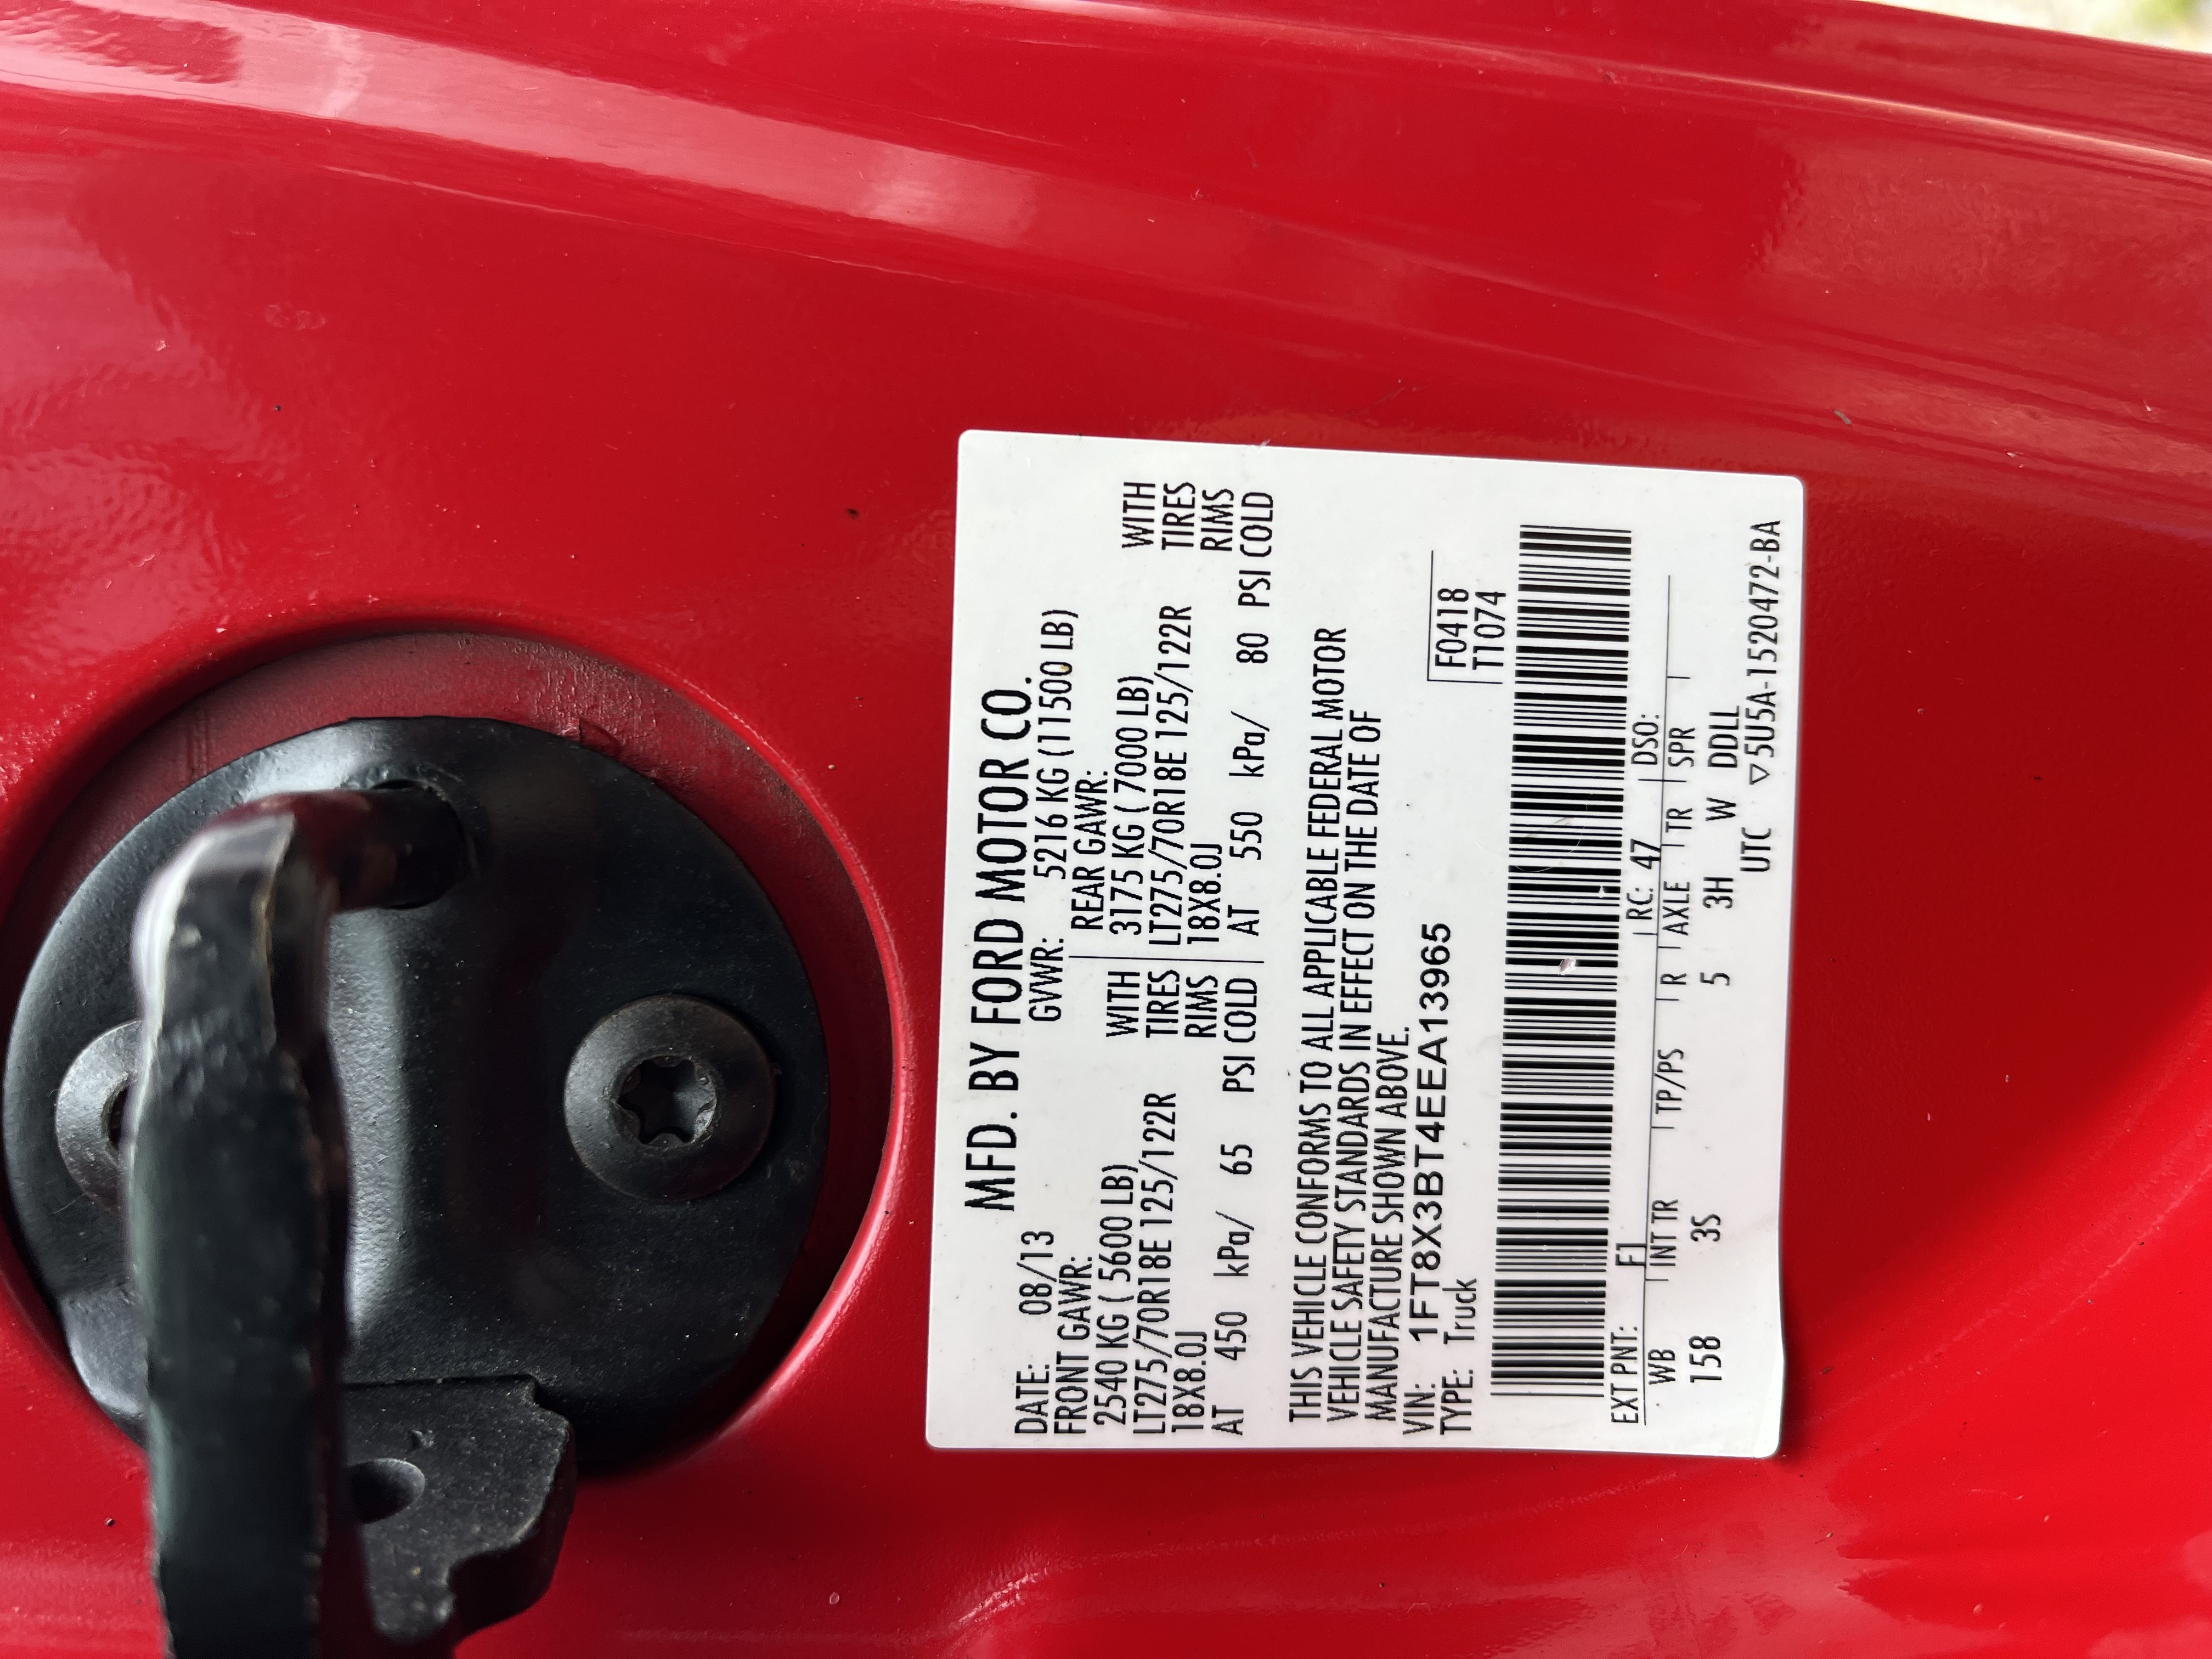 MFD. BY FORD MOTOR CO.
DATE: 08/13 GVWR: 5216 KG (11500 LB)
FRONT GAWR: REAR GAWR:
2540 KG ( 5600 LB) WITH 3175 KG ( 7000 LB) WITH
LT275/70R18E 125/122R TIRES LT275/70R18E 125/122R TIRES
18X8.0J RIMS 18X8.0J RIMS
AT 450 kPa/ 65 PSI COLD AT 550 kPa/ 80 PSI COLD
THIS VEHICLE CONFORMS TO ALL APPLICABLE FEDERAL MOTOR
VEHICLE SAFETY STANDARDS IN EFFECT ON THE DATE OF
MANUFACTURE SHOWN ABOVE.
VIN: 1FT8X3BT4EEA13965 F0418
TYPE: Truck T1074
EXT PNT: F1 RC: 47 DSO:
WB INT TR TP/PS R AXLE TR SPR
158 3S 5 3H W DDLL
UTC ▽5U5A-1520472-BA